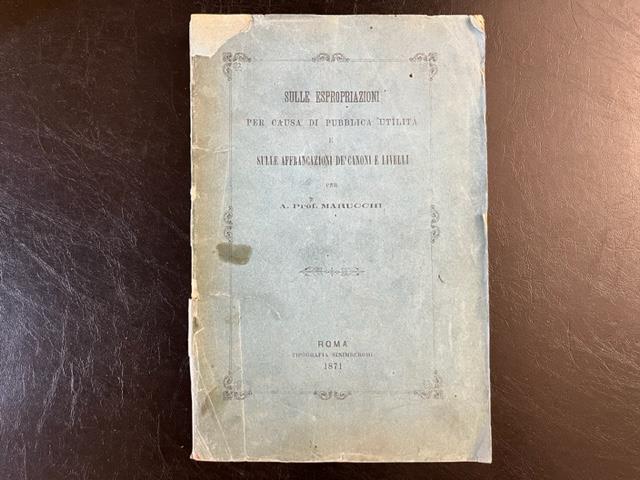 SULLE ESPROPRIAZIONI
PER CAUSA DI PUBBLICA UTILITÀ
E
SULLE AFFRANCAZIONI DE' CANONI E LIVELLI
PER
A. Prof. MARUCCHI
ROMA
TIPOGRAFIA SINIMBERGHI
1871